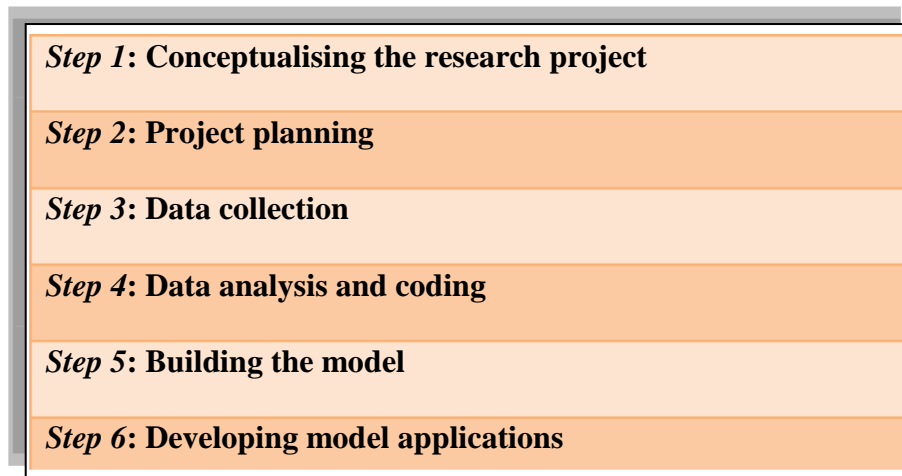 Step 1: Conceptualising the research project
Step 2: Project planning
Step 3: Data collection
Step 4: Data analysis and coding
Step 5: Building the model
Step 6: Developing model applications